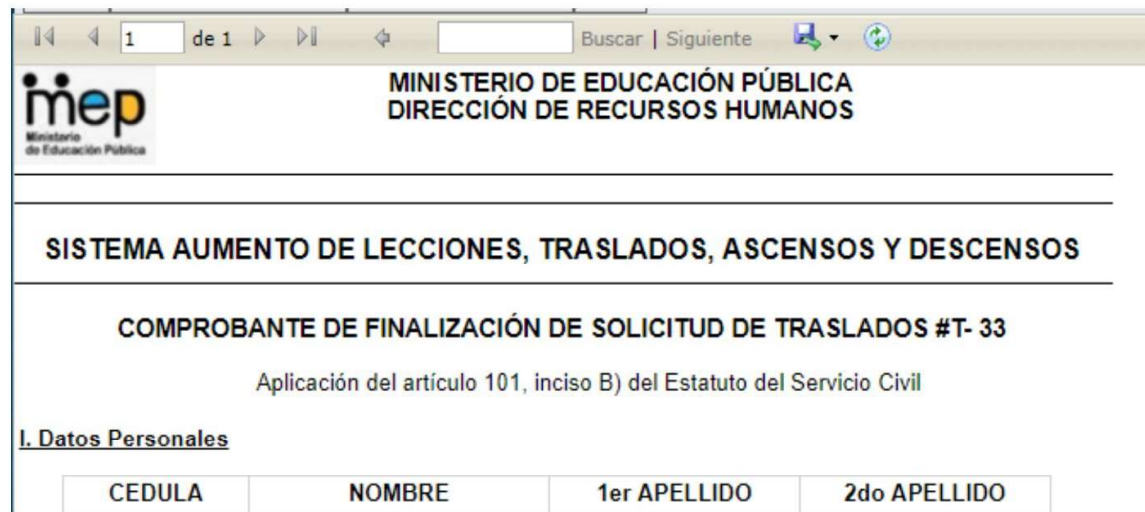 1 de 1 Buscar | Siguiente
mep
Ministerio
de Educación Pública
MINISTERIO DE EDUCACIÓN PÚBLICA
DIRECCIÓN DE RECURSOS HUMANOS
SISTEMA AUMENTO DE LECCIONES, TRASLADOS, ASCENSOS Y DESCENSOS
COMPROBANTE DE FINALIZACIÓN DE SOLICITUD DE TRASLADOS #T- 33
Aplicación del artículo 101, inciso B) del Estatuto del Servicio Civil
I. Datos Personales
CEDULA NOMBRE 1er APELLIDO 2do APELLIDO